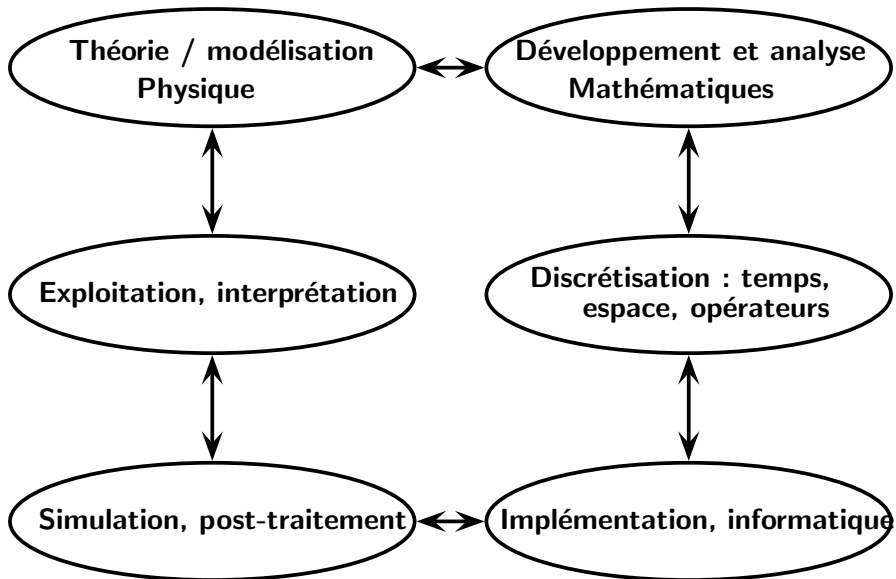 Théorie / modélisation
Physique
Développement et analyse
Mathématiques
Exploitation, interprétation
Discrétisation : temps,
espace, opérateurs
Simulation, post-traitement
Implémentation, informatique